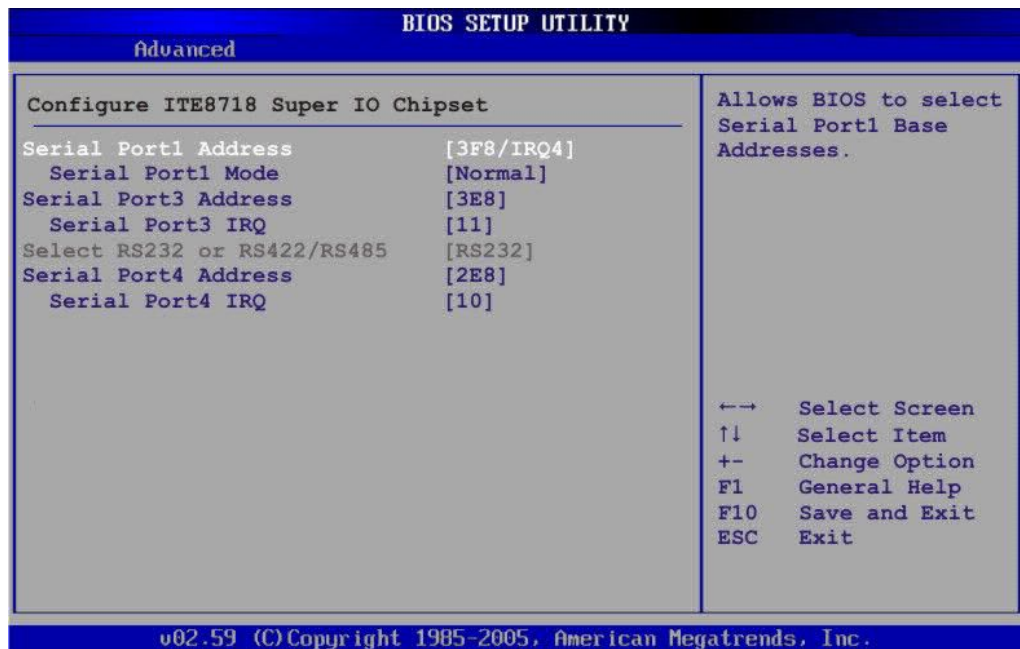 BIOS SETUP UTILITY
Advanced
Configure ITE8718 Super IO Chipset
Serial Port1 Address [3F8/IRQ4]
Serial Port1 Mode [Normal]
Serial Port3 Address [3E8]
Serial Port3 IRQ [11]
Select RS232 or RS422/RS485 [RS232]
Serial Port4 Address [2E8]
Serial Port4 IRQ [10]
Allows BIOS to select
Serial Port1 Base
Addresses.
←→ Select Screen
↑↓ Select Item
+- Change Option
F1 General Help
F10 Save and Exit
ESC Exit
v02.59 (C)Copyright 1985-2005, American Megatrends, Inc.